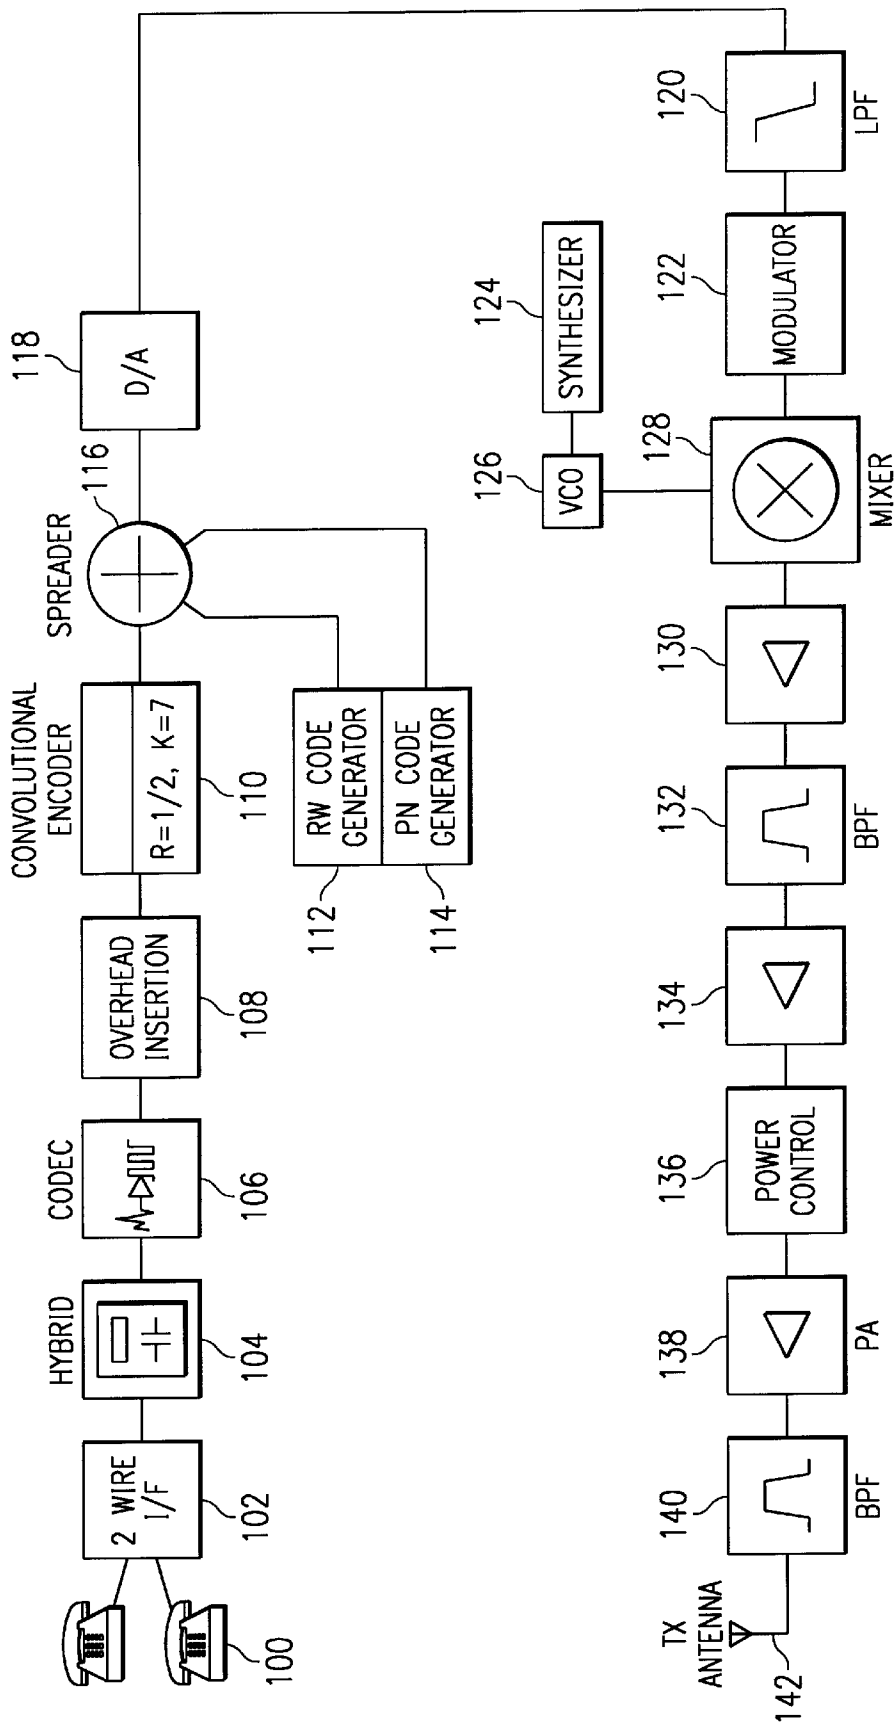 100
2 WIRE
I/F
102
HYBRID
104
CODEC
106
OVERHEAD
INSERTION
108
CONVOLUTIONAL
ENCODER
R=1/2, K=7
110
RW CODE
GENERATOR
112
PN CODE
GENERATOR
114
SPREADER
116
118
D/A
TX
ANTENNA
142
140
BPF
138
PA
136
POWER
CONTROL
134
132
BPF
130
128
MIXER
126
VCO
124
SYNTHESIZER
122
MODULATOR
120
LPF